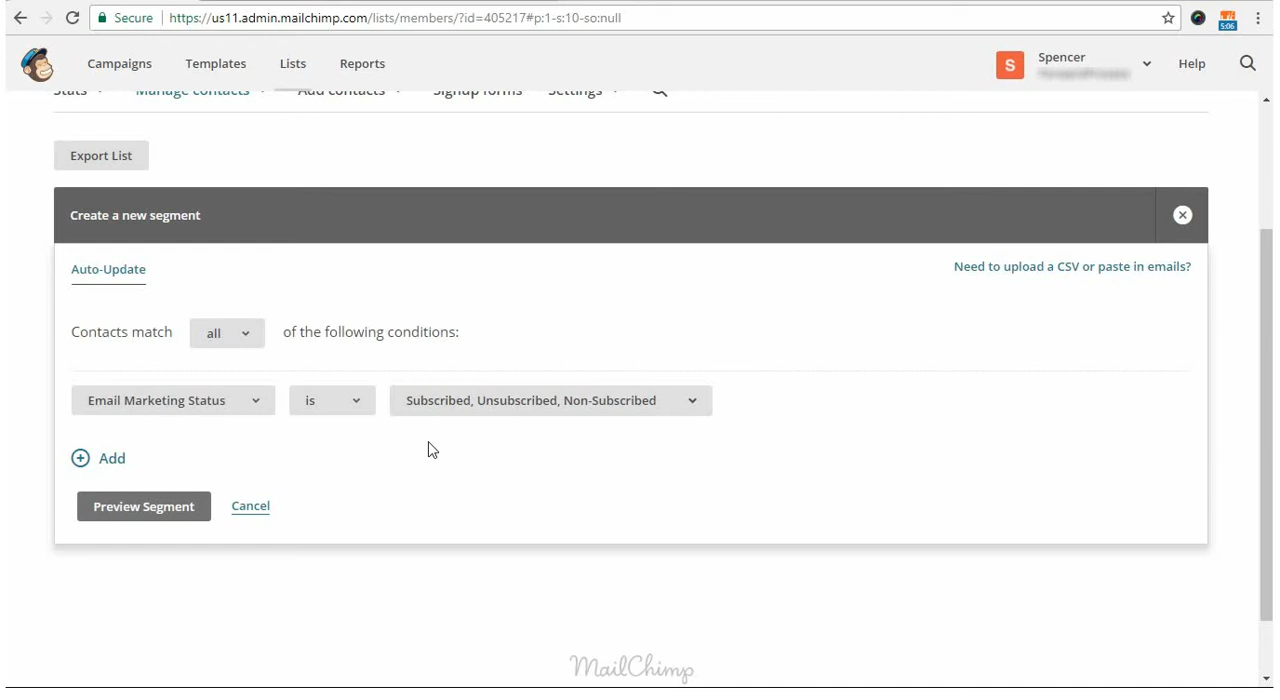 Secure https://us11.admin.mailchimp.com/lists/members/?id=405217#p:1-s:10-so:null
5:06
Campaigns Templates Lists Reports S Spencer Help
Stats Manage contacts Add contacts Signup forms Settings
Export List
Create a new segment
Auto-Update Need to upload a CSV or paste in emails?
Contacts match all of the following conditions:
Email Marketing Status is Subscribed, Unsubscribed, Non-Subscribed
Add
Preview Segment Cancel
MailChimp